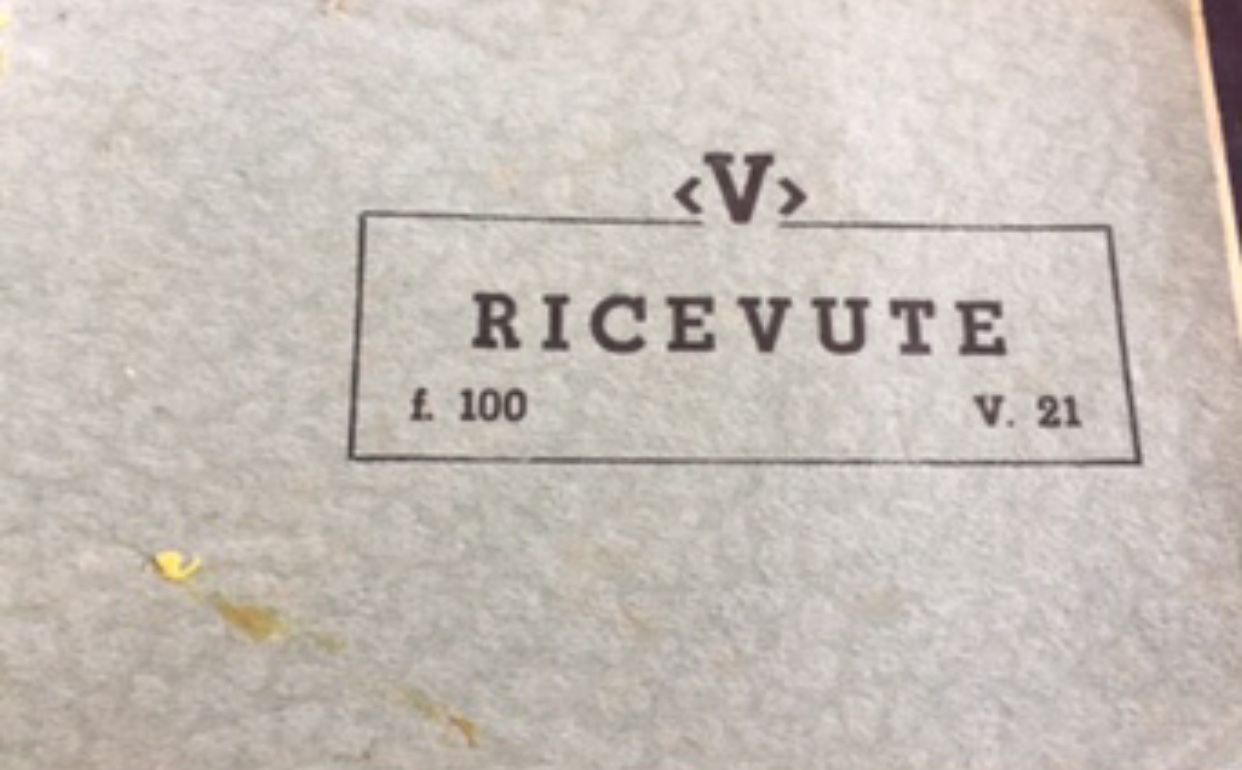 <V>
RICEVUTE
f. 100 V. 21